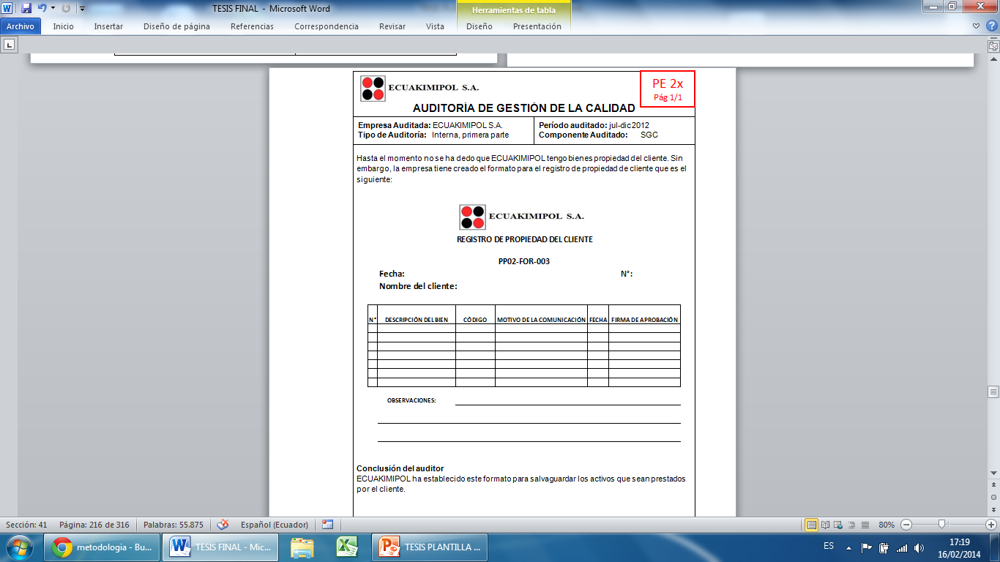 TESIS FINAL - Microsoft Word
Herramientas de tabla
Archivo Inicio Insertar Diseño de página Referencias Correspondencia Revisar Vista Diseño Presentación
ECUAKIMIPOL S.A.
PE 2x
Pág 1/1
AUDITORÍA DE GESTIÓN DE LA CALIDAD
Empresa Auditada: ECUAKIMIPOL S.A.
Tipo de Auditoría: Interna, primera parte
Período auditado: jul-dic 2012
Componente Auditado: SGC
Hasta el momento no se ha dedo que ECUAKIMIPOL tengo bienes propiedad del cliente. Sin
embargo, la empresa tiene creado el formato para el registro de propiedad de cliente que es el
siguiente:
ECUAKIMIPOL S.A.
REGISTRO DE PROPIEDAD DEL CLIENTE
PP02-FOR-003
Fecha: N°:
Nombre del cliente:
N° DESCRIPCIÓN DEL BIEN CÓDIGO MOTIVO DE LA COMUNICACIÓN FECHA FIRMA DE APROBACIÓN
OBSERVACIONES:
Conclusión del auditor
ECUAKIMIPOL ha establecido este formato para salvaguardar los activos que sean prestados
por el cliente.
Sección: 41 Página: 216 de 316 Palabras: 55.875 Español (Ecuador) 80%
metodologia - Bu... TESIS FINAL - Mic... TESIS PLANTILLA ... ES 17:19
16/02/2014